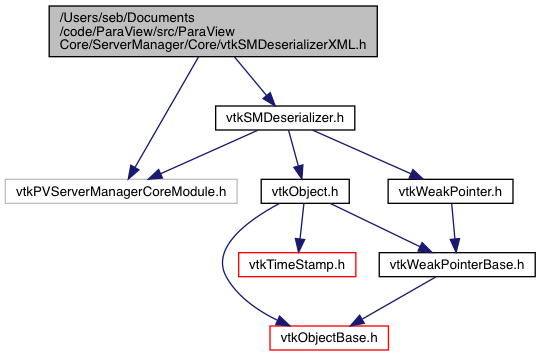 /Users/seb/Documents
/code/ParaView/src/ParaView
Core/ServerManager/Core/vtkSMDeserializerXML.h
vtkSMDeserializer.h
vtkPVServerManagerCoreModule.h
vtkObject.h
vtkWeakPointer.h
vtkTimeStamp.h
vtkWeakPointerBase.h
vtkObjectBase.h